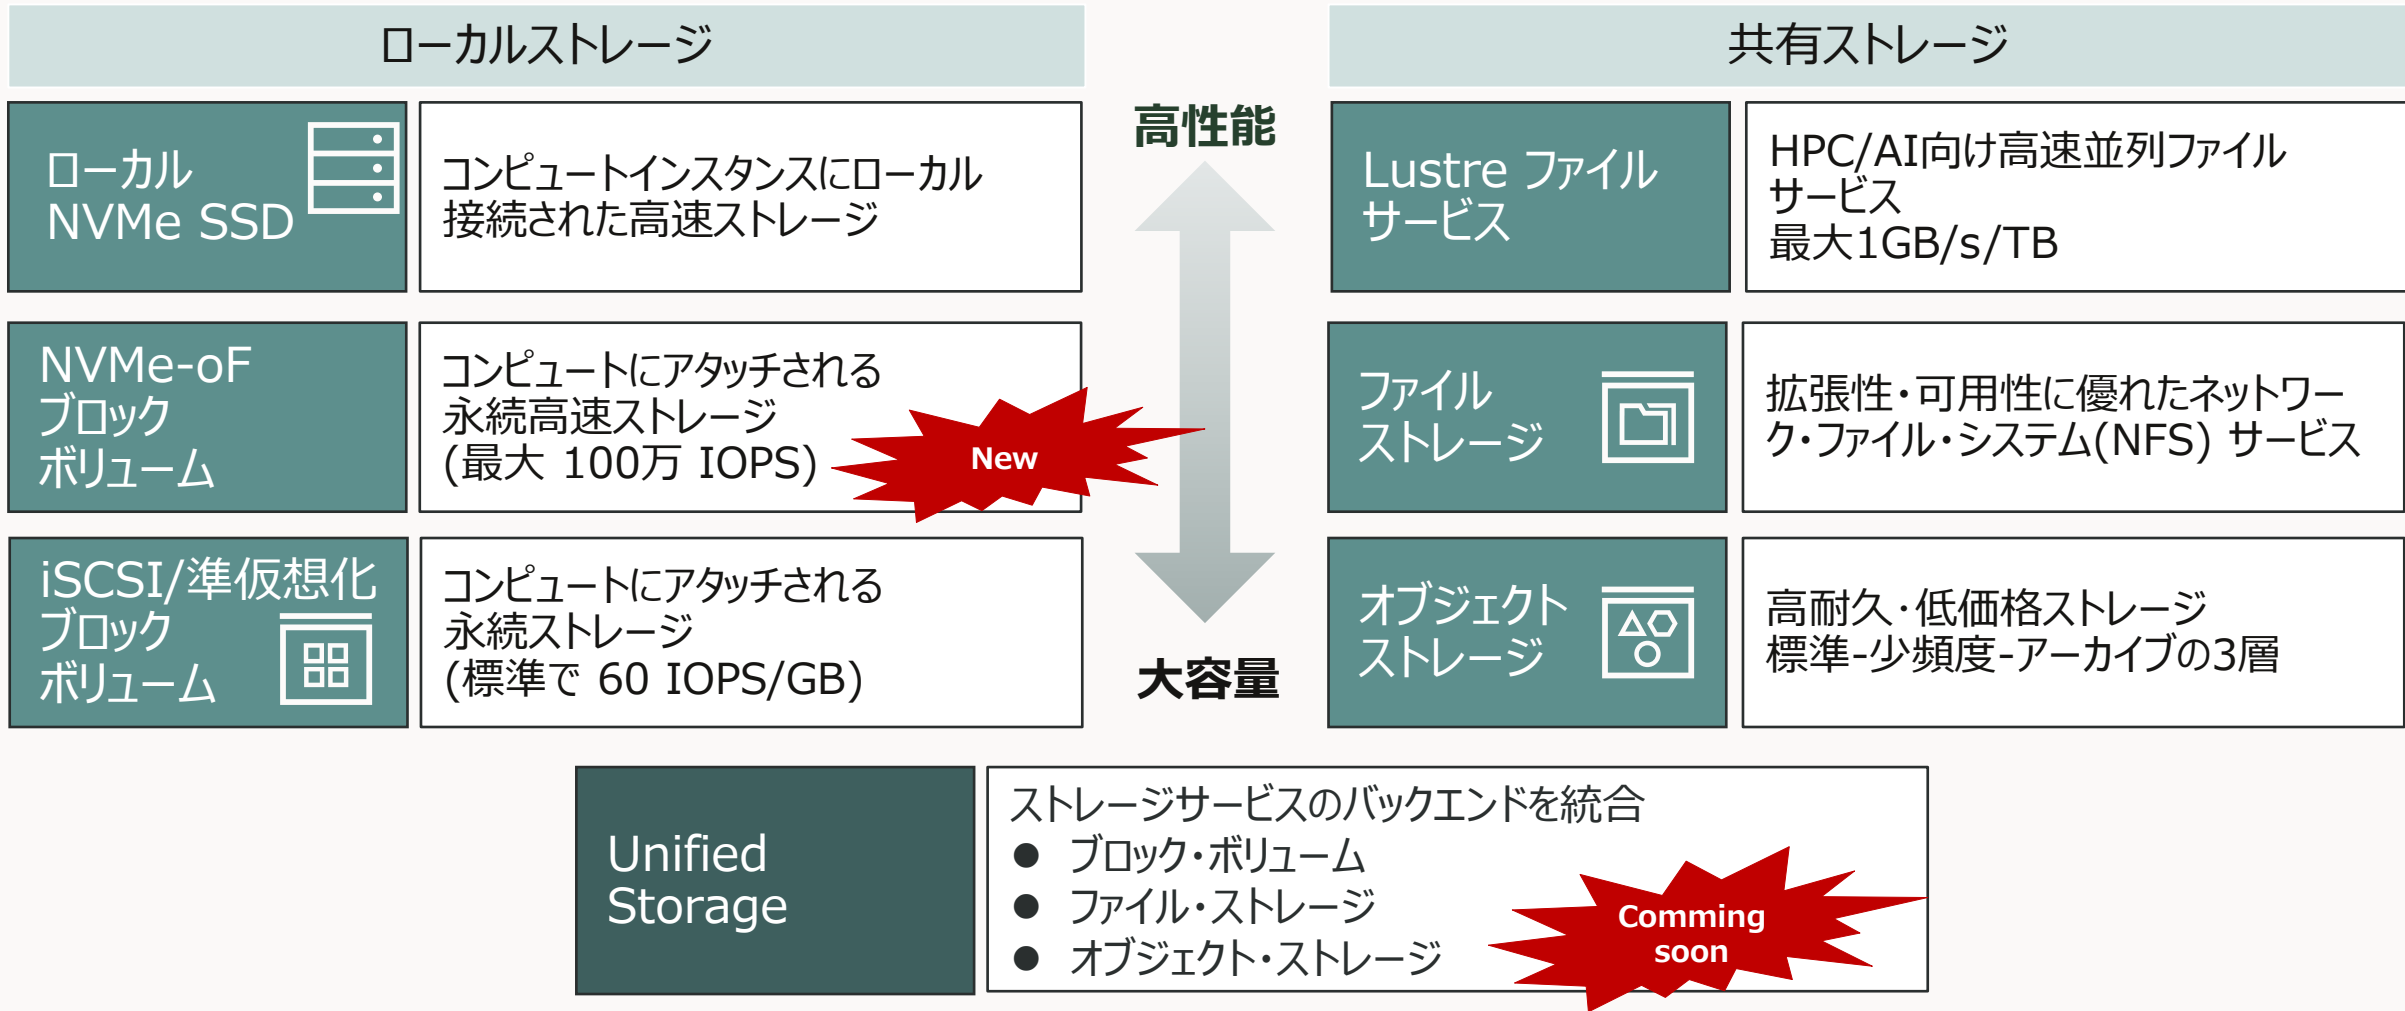 ローカルストレージ
共有ストレージ
ローカル
NVMe SSD
コンピュートインスタンスにローカル
接続された高速ストレージ
高性能
Lustre ファイル
サービス
HPC/AI向け高速並列ファイル
サービス
最大1GB/s/TB
NVMe-oF
ブロック
ボリューム
コンピュートにアタッチされる
永続高速ストレージ
(最大 100万 IOPS)
New
ファイル
ストレージ
拡張性・可用性に優れたネットワー
ク・ファイル・システム(NFS) サービス
iSCSI/準仮想化
ブロック
ボリューム
コンピュートにアタッチされる
永続ストレージ
(標準で 60 IOPS/GB)
大容量
オブジェクト
ストレージ
高耐久・低価格ストレージ
標準-少頻度-アーカイブの3層
Unified
Storage
ストレージサービスのバックエンドを統合
● ブロック・ボリューム
● ファイル・ストレージ
● オブジェクト・ストレージ
Comming
soon